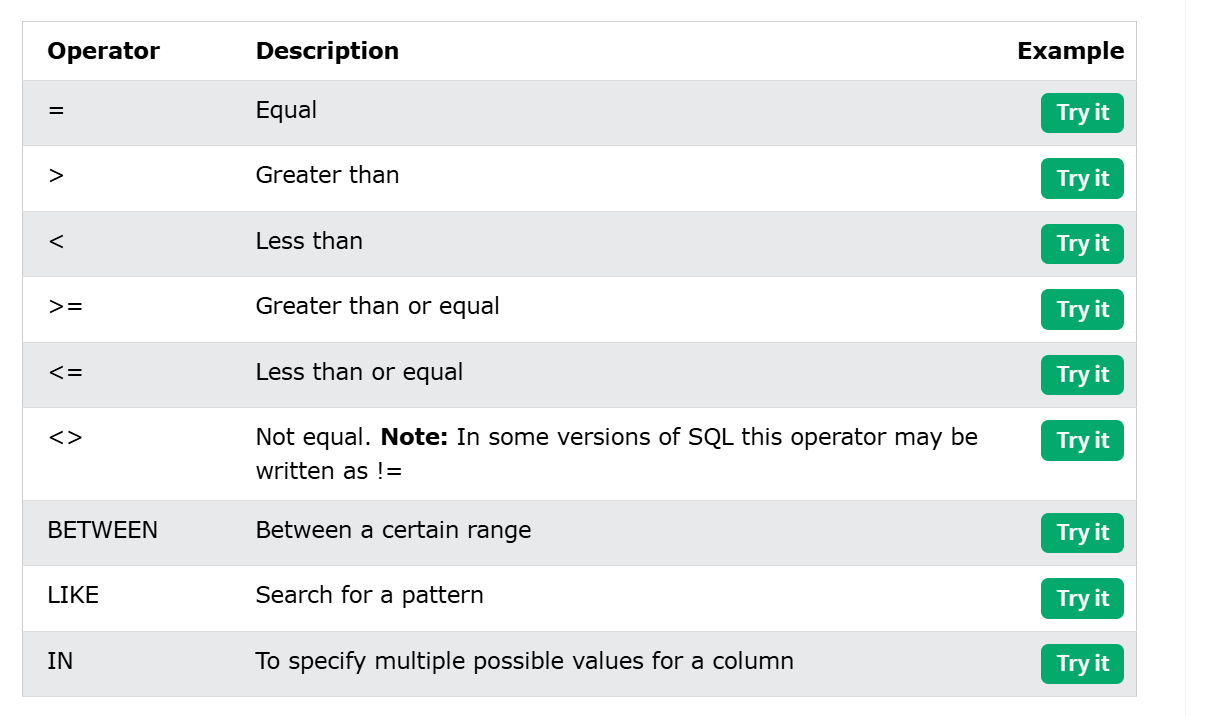 Operator Description Example
= Equal Try it
> Greater than Try it
< Less than Try it
>= Greater than or equal Try it
<= Less than or equal Try it
<> Not equal. Note: In some versions of SQL this operator may be Try it
written as !=
BETWEEN Between a certain range Try it
LIKE Search for a pattern Try it
IN To specify multiple possible values for a column Try it